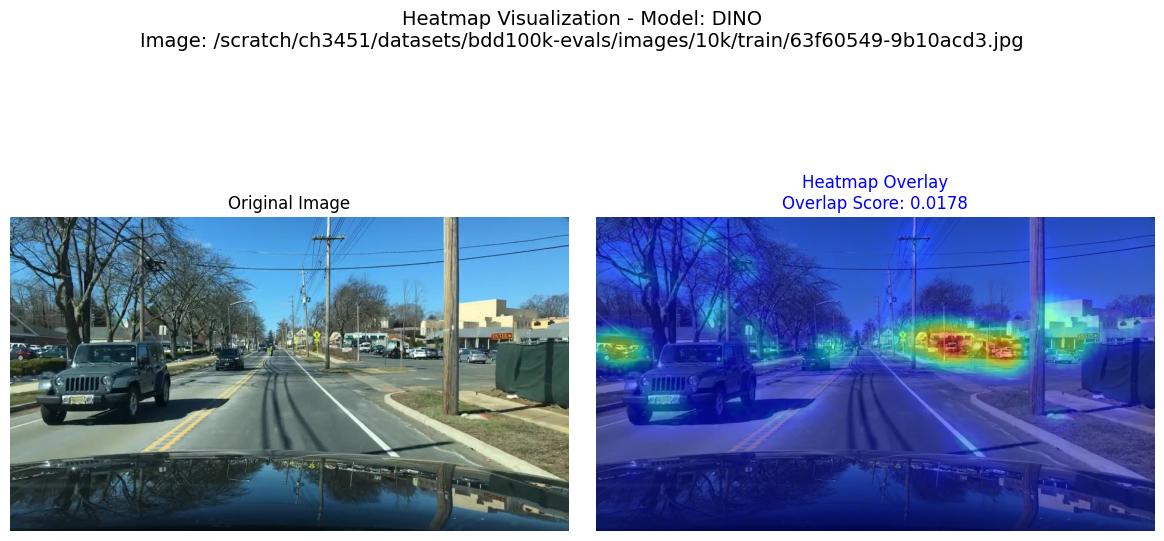 Heatmap Visualization - Model: DINO
Image: /scratch/ch3451/datasets/bdd100k-evals/images/10k/train/63f60549-9b10acd3.jpg
Original Image
Heatmap Overlay
Overlap Score: 0.0178